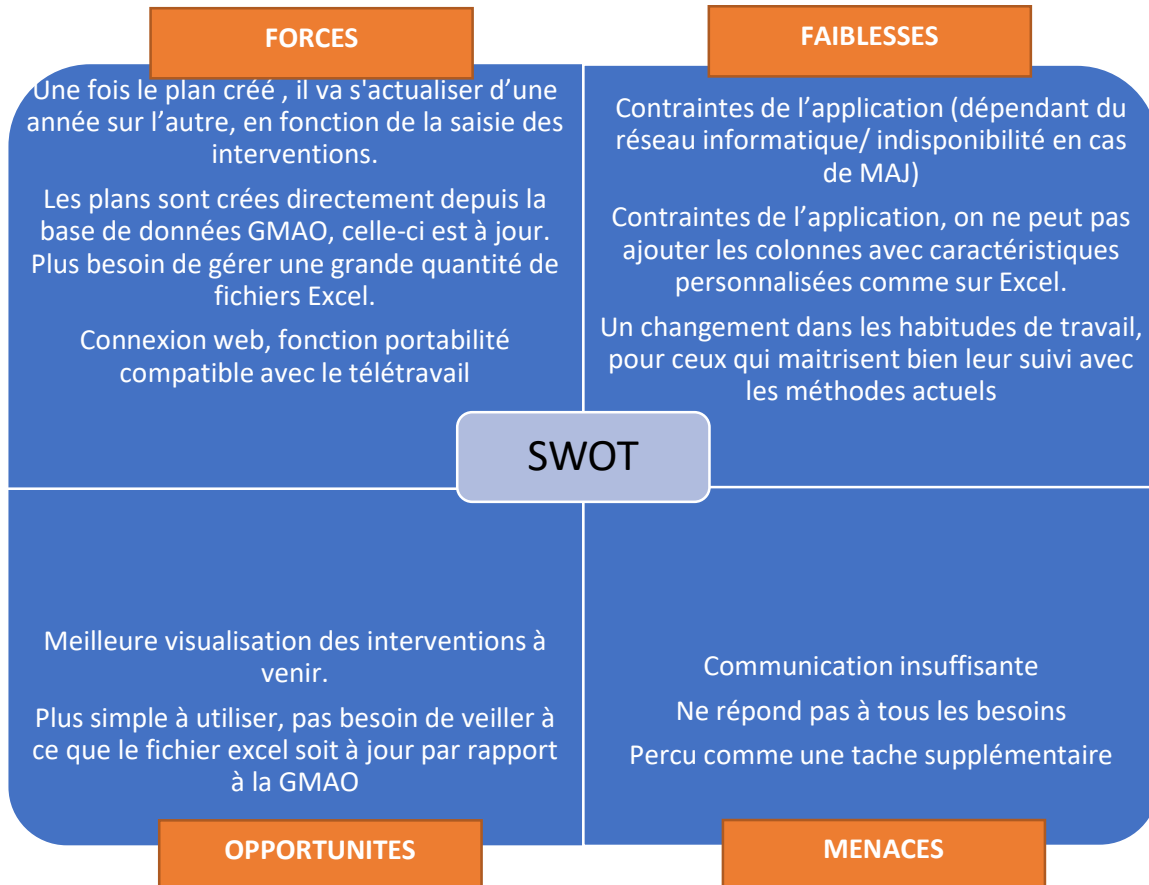 FORCES
Une fois le plan créé , il va s'actualiser d’une
année sur l’autre, en fonction de la saisie des
interventions.
Les plans sont crées directement depuis la
base de données GMAO, celle-ci est à jour.
Plus besoin de gérer une grande quantité de
fichiers Excel.
Connexion web, fonction portabilité
compatible avec le télétravail
FAIBLESSES
Contraintes de l’application (dépendant du
réseau informatique/ indisponibilité en cas
de MAJ)
Contraintes de l’application, on ne peut pas
ajouter les colonnes avec caractéristiques
personnalisées comme sur Excel.
Un changement dans les habitudes de travail,
pour ceux qui maitrisent bien leur suivi avec
les méthodes actuels
SWOT
Meilleure visualisation des interventions à
venir.
Plus simple à utiliser, pas besoin de veiller à
ce que le fichier excel soit à jour par rapport
à la GMAO
OPPORTUNITES
Communication insuffisante
Ne répond pas à tous les besoins
Perçu comme une tache supplémentaire
MENACES